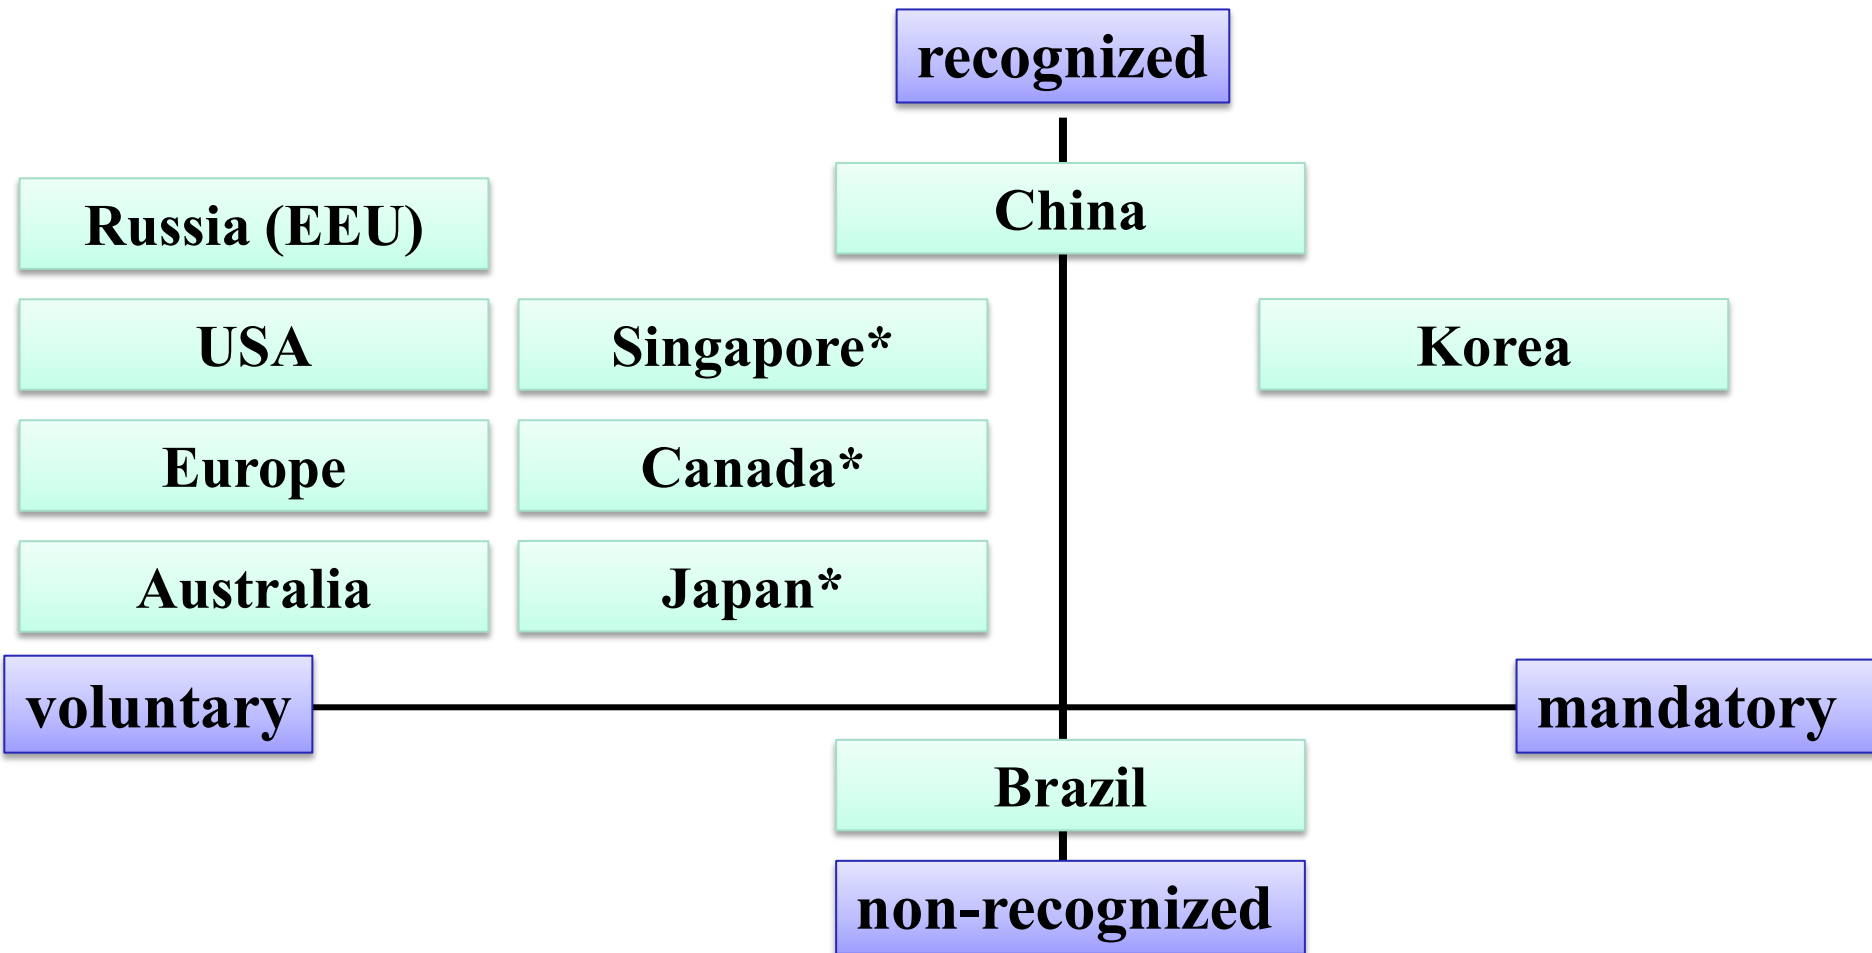 recognized
China
Russia (EEU)
USA
Singapore*
Korea
Europe
Canada*
Australia
Japan*
voluntary
mandatory
Brazil
non-recognized